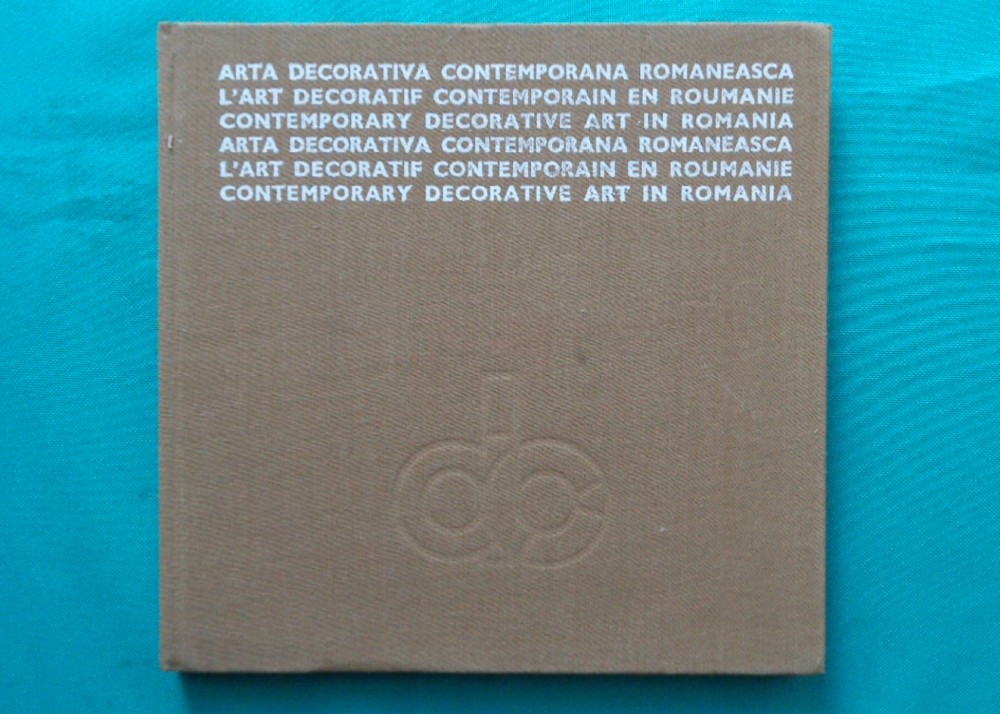 ARTA DECORATIVA CONTEMPORANA ROMANEASCA
L'ART DECORATIF CONTEMPORAIN EN ROUMANIE
CONTEMPORARY DECORATIVE ART IN ROMANIA
ARTA DECORATIVA CONTEMPORANA ROMANEASCA
L'ART DECORATIF CONTEMPORAIN EN ROUMANIE
CONTEMPORARY DECORATIVE ART IN ROMANIA